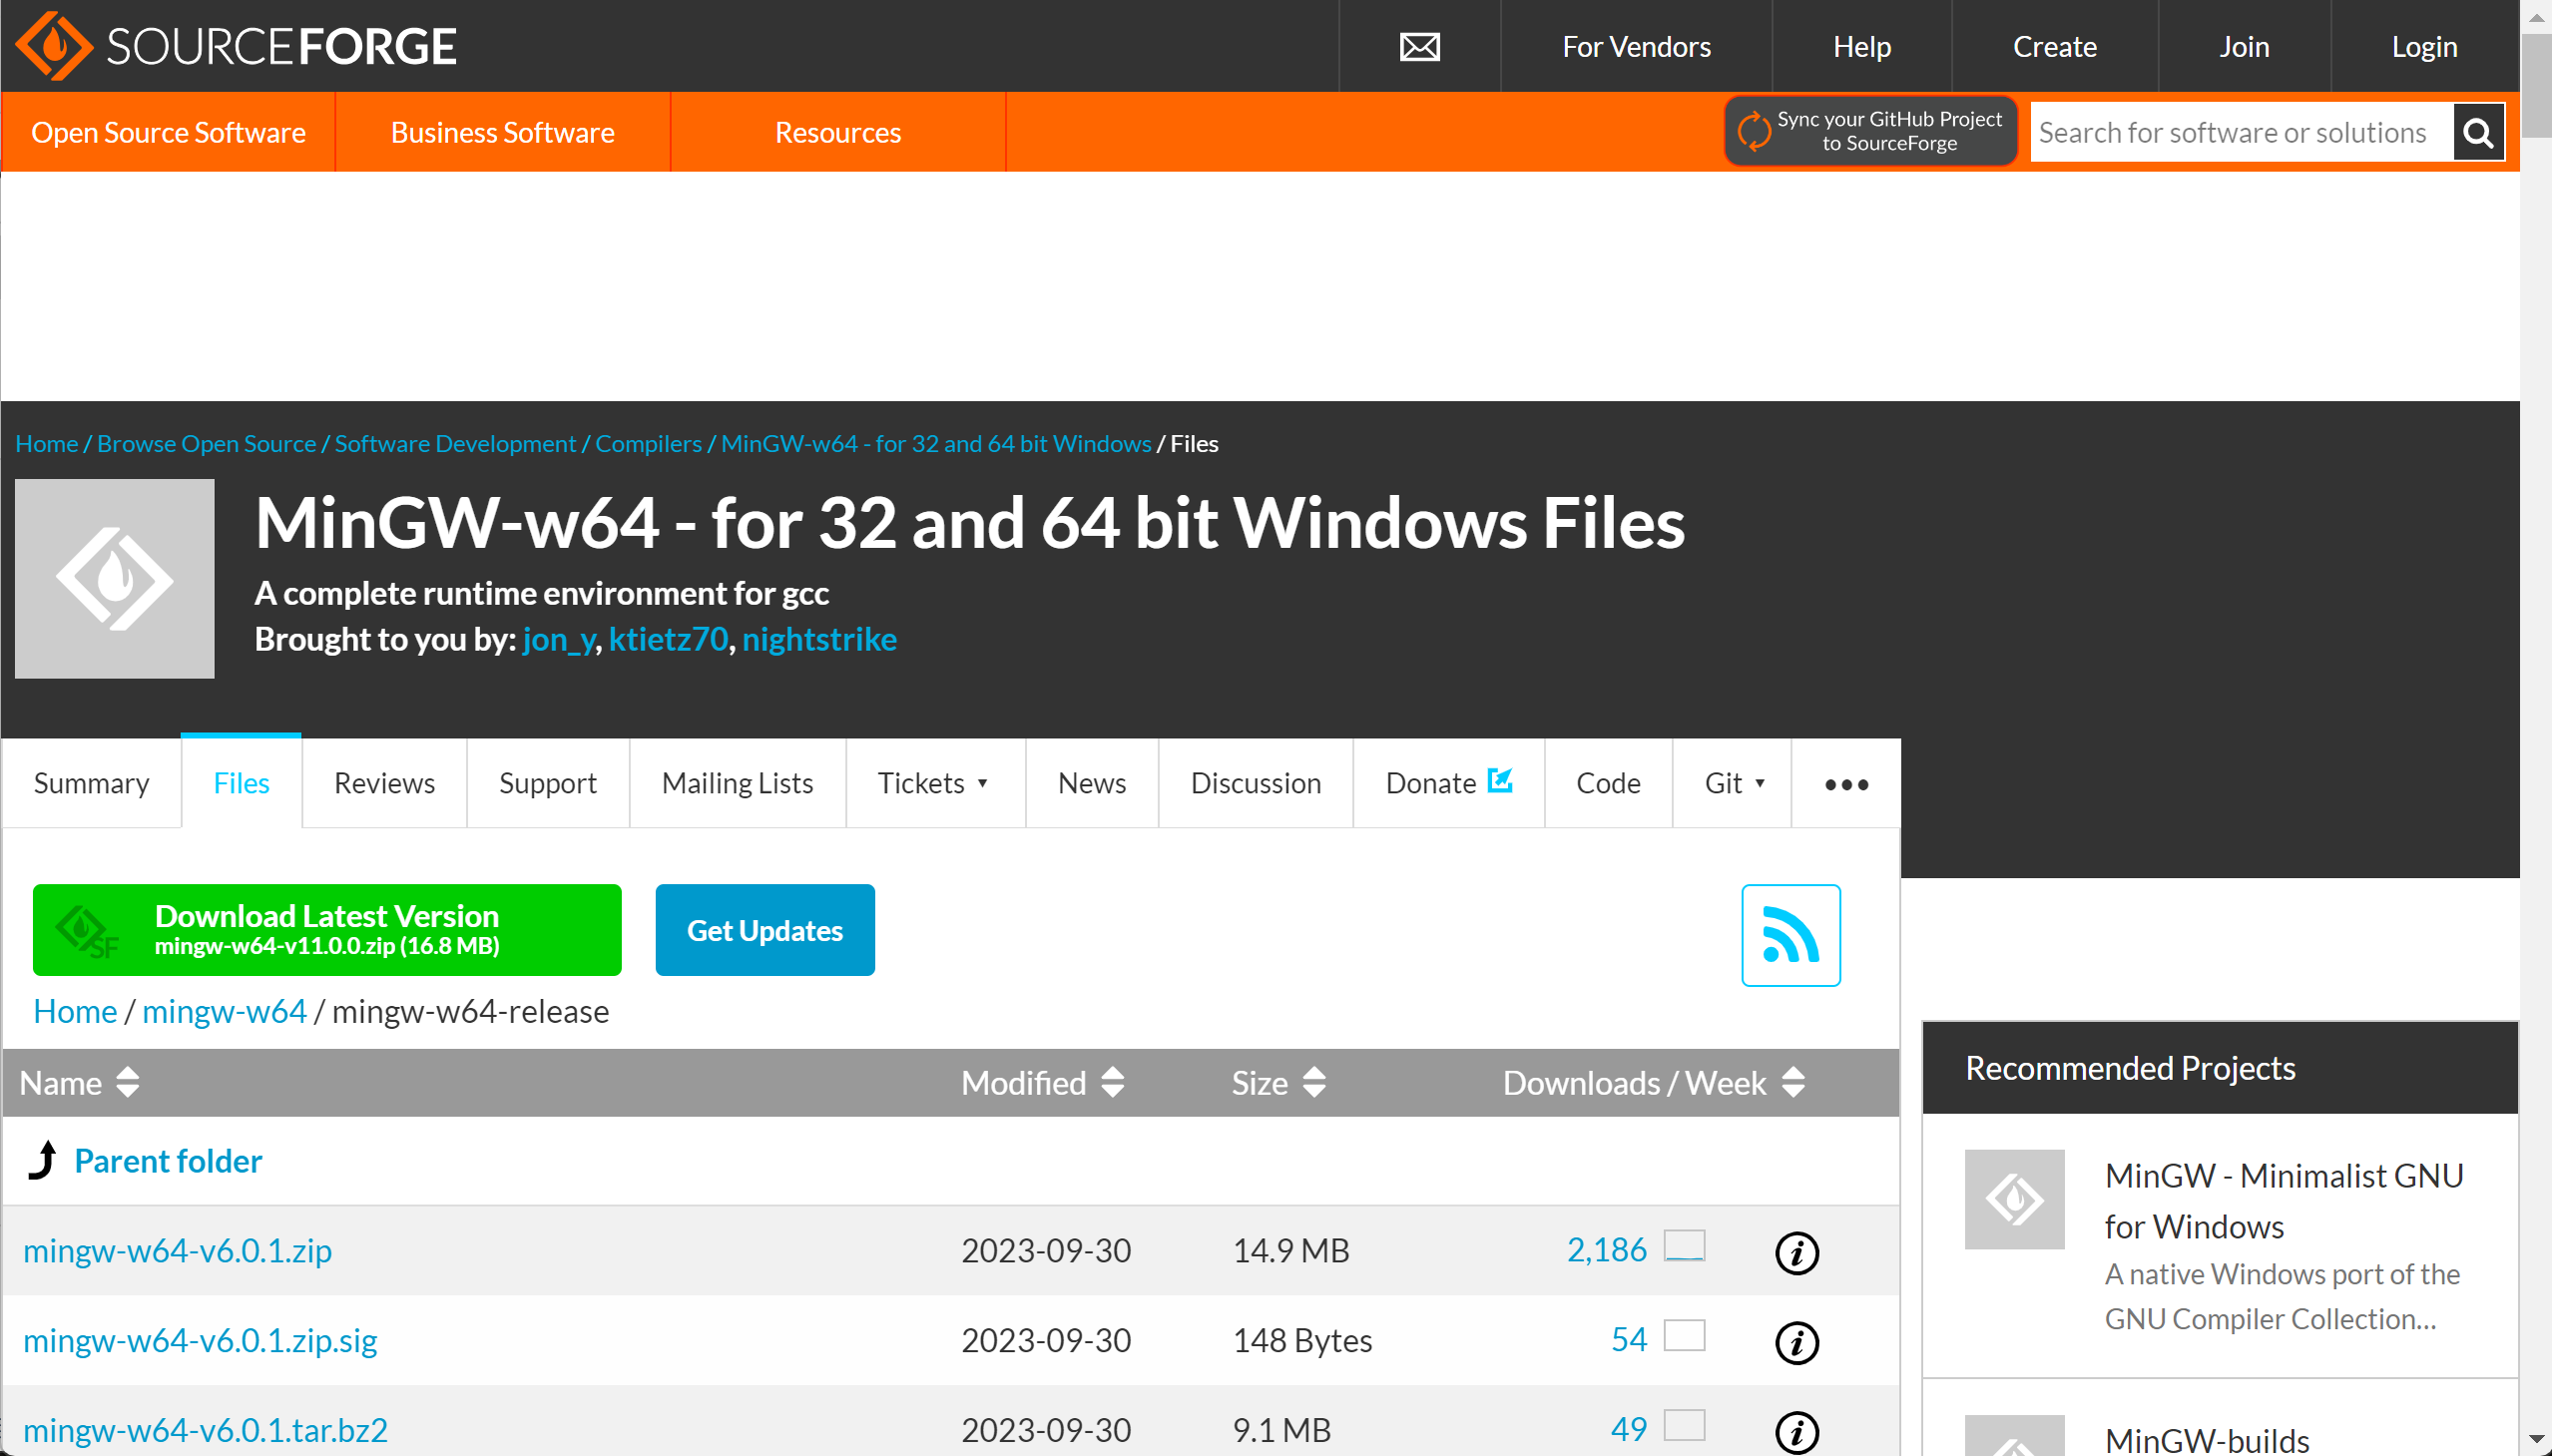 SOURCEFORGE
For Vendors
Help
Create
Join
Login
Open Source Software
Business Software
Resources
Sync your GitHub Project
to SourceForge
Search for software or solutions
Home / Browse Open Source / Software Development / Compilers / MinGW-w64 - for 32 and 64 bit Windows / Files
MinGW-w64 - for 32 and 64 bit Windows Files
A complete runtime environment for gcc
Brought to you by: jon_y, ktietz70, nightstrike
Summary
Files
Reviews
Support
Mailing Lists
Tickets
News
Discussion
Donate
Code
Git
SF
Download Latest Version
mingw-w64-v11.0.0.zip (16.8 MB)
Get Updates
Home / mingw-w64 / mingw-w64-release
Name Modified Size Downloads / Week
Parent folder
mingw-w64-v6.0.1.zip 2023-09-30 14.9 MB 2,186 i
mingw-w64-v6.0.1.zip.sig 2023-09-30 148 Bytes 54 i
mingw-w64-v6.0.1.tar.bz2 2023-09-30 9.1 MB 49 i
Recommended Projects
MinGW - Minimalist GNU
for Windows
A native Windows port of the
GNU Compiler Collection...
MinGW-builds